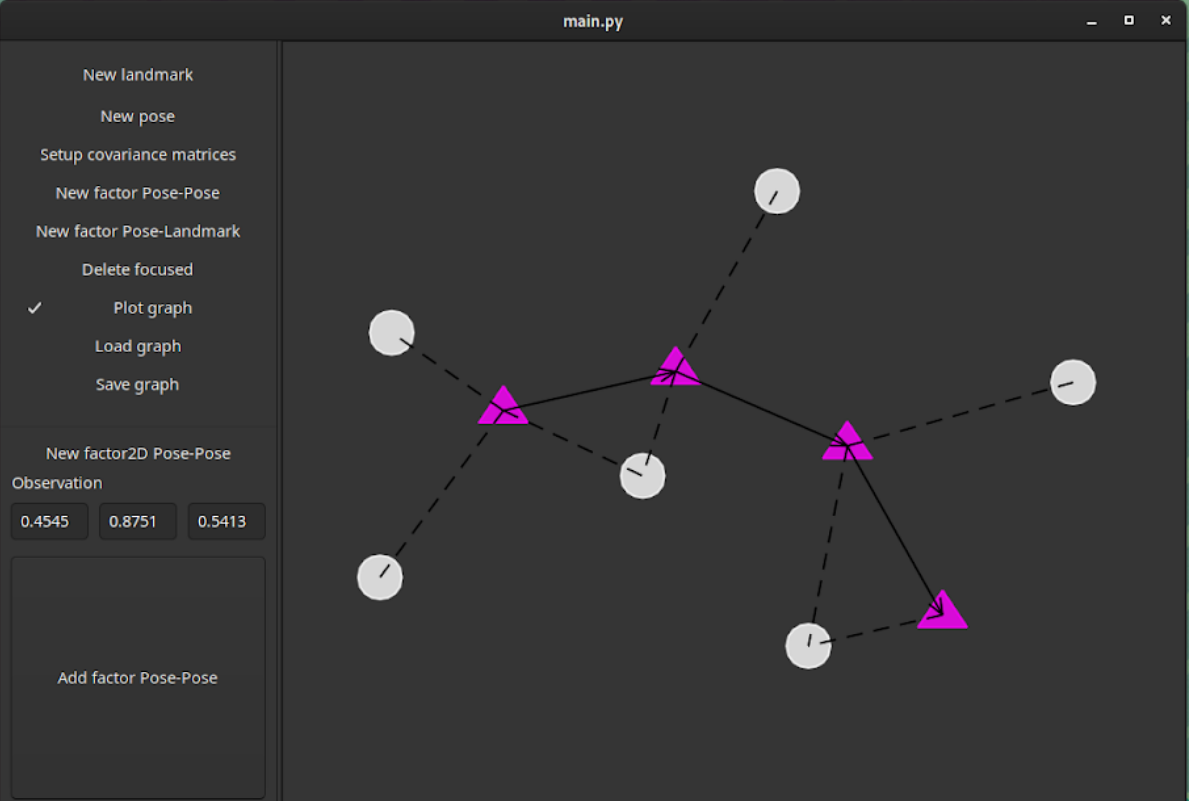 main.py
New landmark
New pose
Setup covariance matrices
New factor Pose-Pose
New factor Pose-Landmark
Delete focused
Plot graph
Load graph
Save graph
New factor2D Pose-Pose
Observation
0.4545 0.8751 0.5413
Add factor Pose-Pose